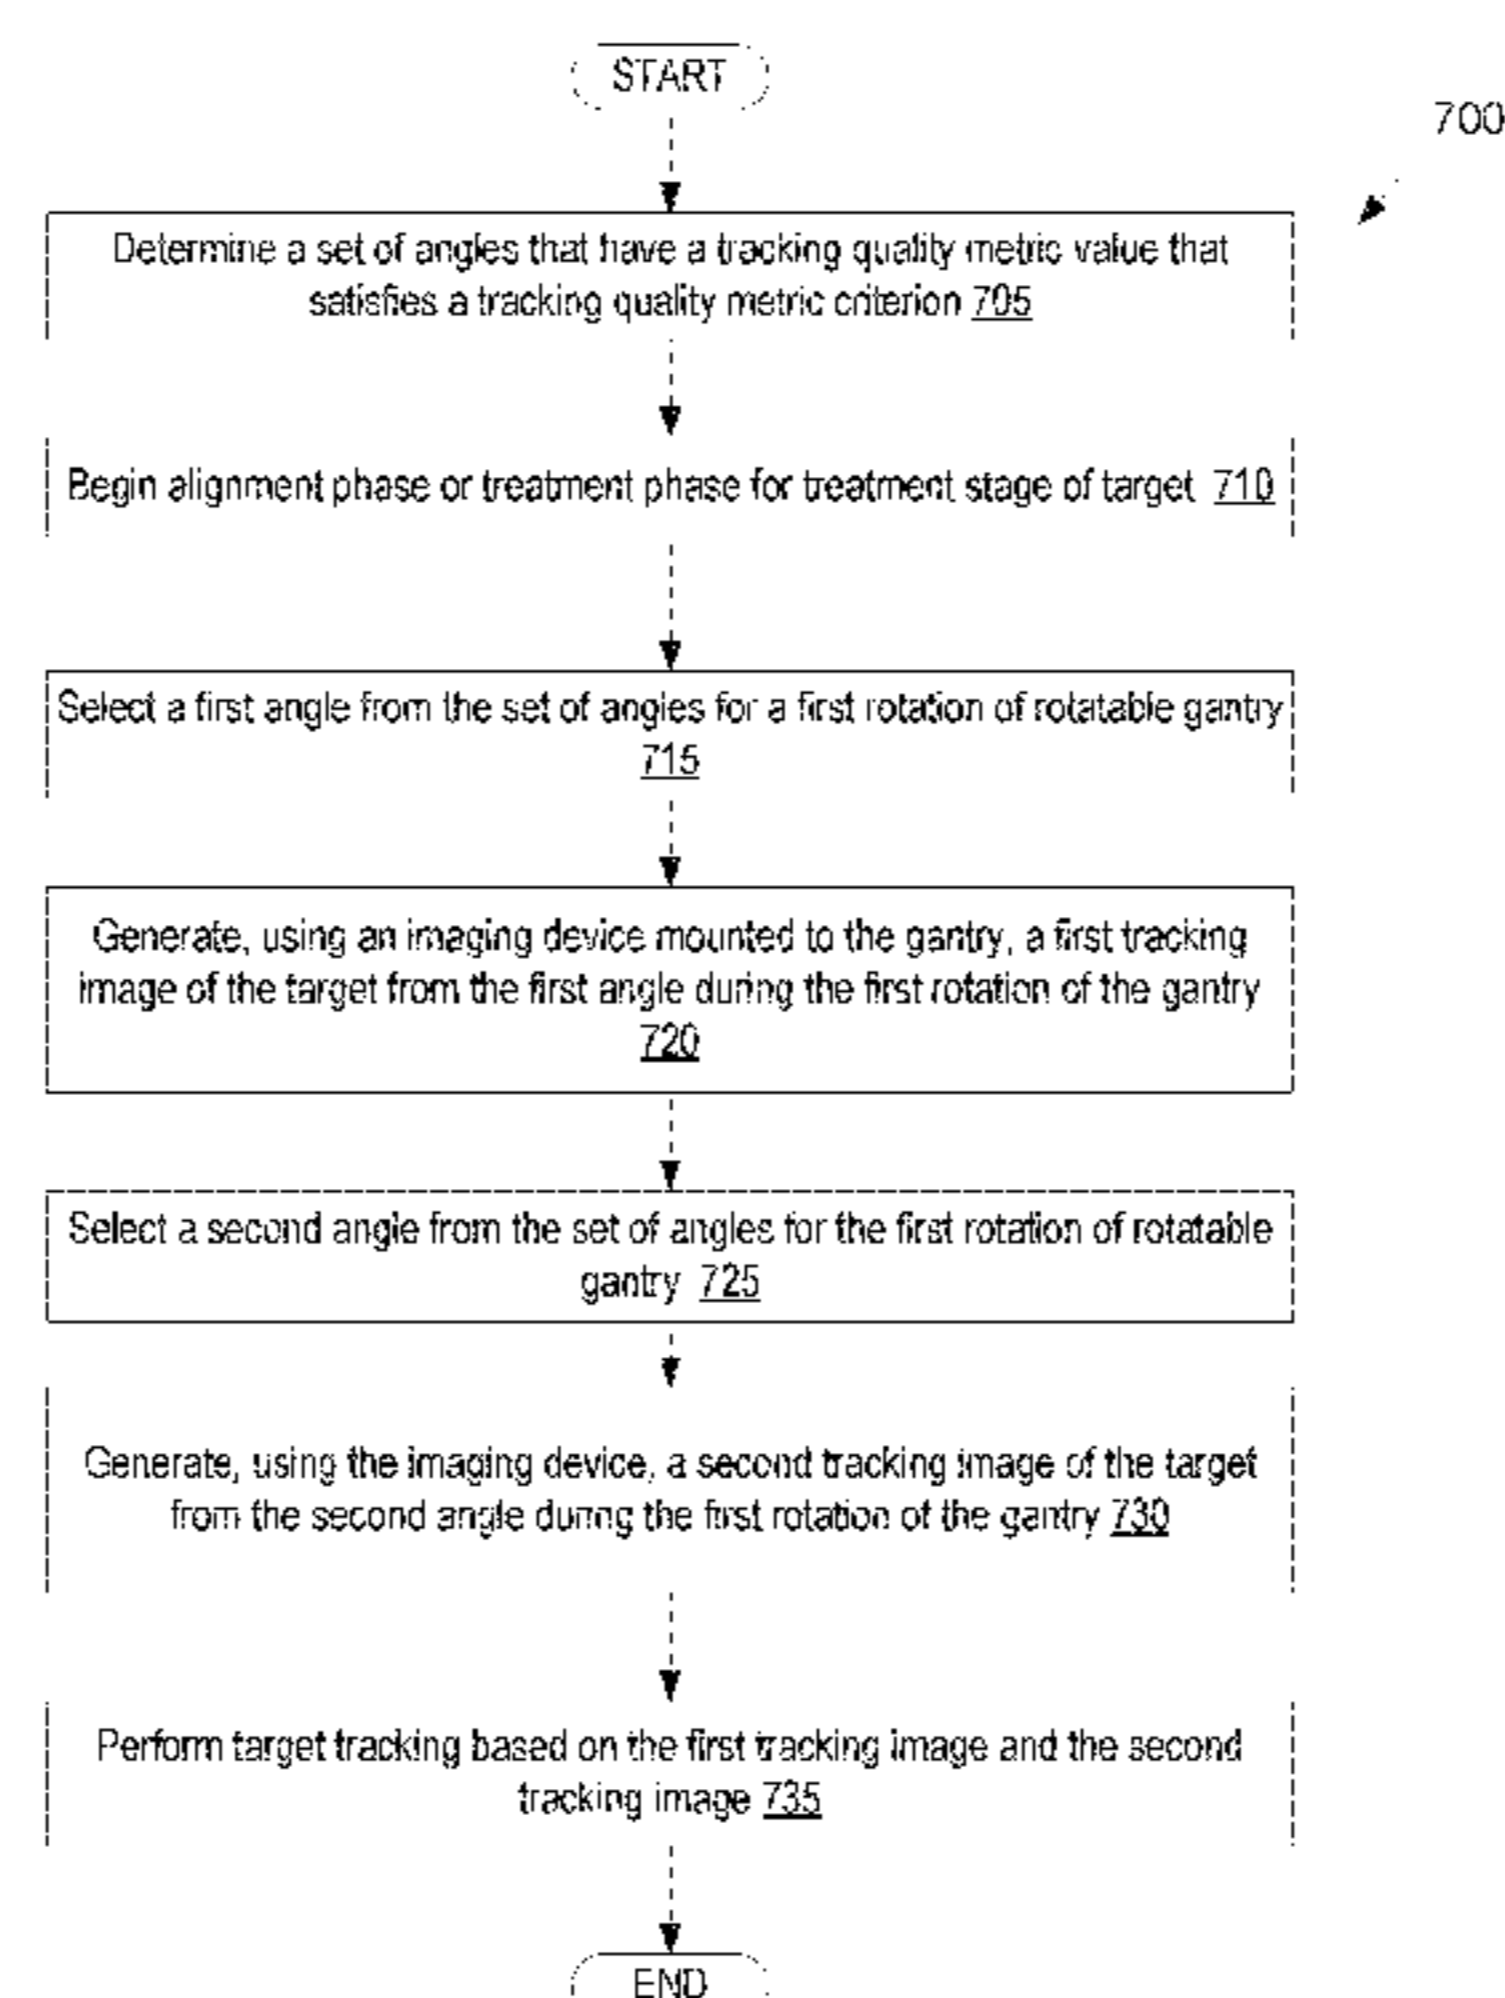 START
700
Determine a set of angles that have a tracking quality metric value that
satisfies a tracking quality metric criterion 705
Begin alignment phase or treatment phase for treatment stage of target 710
Select a first angle from the set of angles for a first rotation of rotatable gantry
715
Generate, using an imaging device mounted to the gantry, a first tracking
image of the target from the first angle during the first rotation of the gantry
720
Select a second angle from the set of angles for the first rotation of rotatable
gantry 725
Generate, using the imaging device, a second tracking image of the target
from the second angle during the first rotation of the gantry 730
Perform target tracking based on the first tracking image and the second
tracking image 735
END